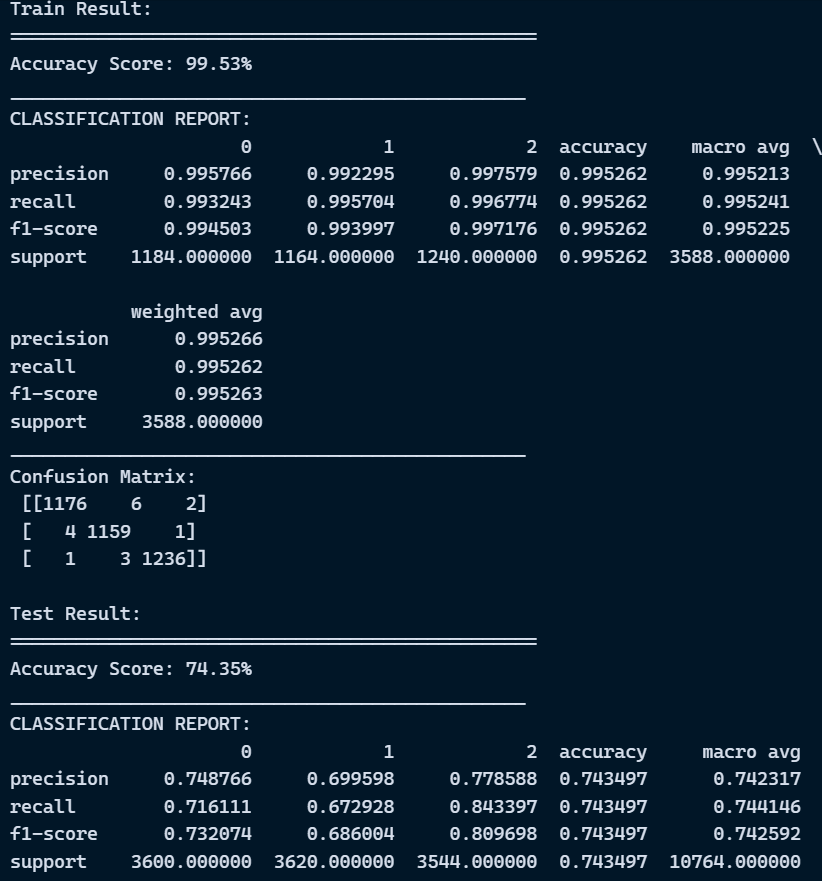 Train Result:
================================================
Accuracy Score: 99.53%
_______________________________________________
CLASSIFICATION REPORT:
                     0            1            2  accuracy    macro avg  \
precision     0.995766     0.992295     0.997579  0.995262     0.995213
recall        0.993243     0.995704     0.996774  0.995262     0.995241
f1-score      0.994503     0.993997     0.997176  0.995262     0.995225
support    1184.000000  1164.000000  1240.000000  0.995262  3588.000000

           weighted avg
precision      0.995266
recall         0.995262
f1-score       0.995263
support     3588.000000
_______________________________________________
Confusion Matrix:
 [[1176    6    2]
 [   4 1159    1]
 [   1    3 1236]]

Test Result:
================================================
Accuracy Score: 74.35%
_______________________________________________
CLASSIFICATION REPORT:
                     0            1            2  accuracy     macro avg
precision     0.748766     0.699598     0.778588  0.743497      0.742317
recall        0.716111     0.672928     0.843397  0.743497      0.744146
f1-score      0.732074     0.686004     0.809698  0.743497      0.742592
support    3600.000000  3620.000000  3544.000000  0.743497  10764.000000